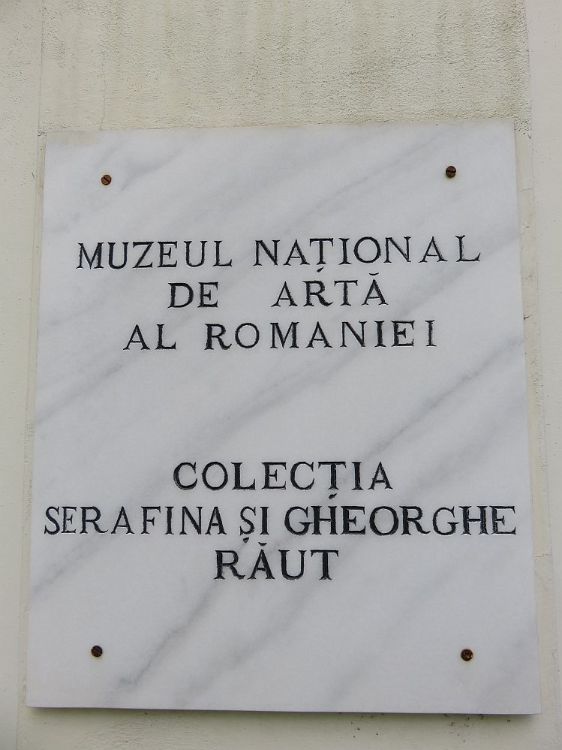 MUZEUL NAȚIONAL
DE ARTĂ
AL ROMANIEI
COLECȚIA
SERAFINA ȘI GHEORGHE
RĂUT